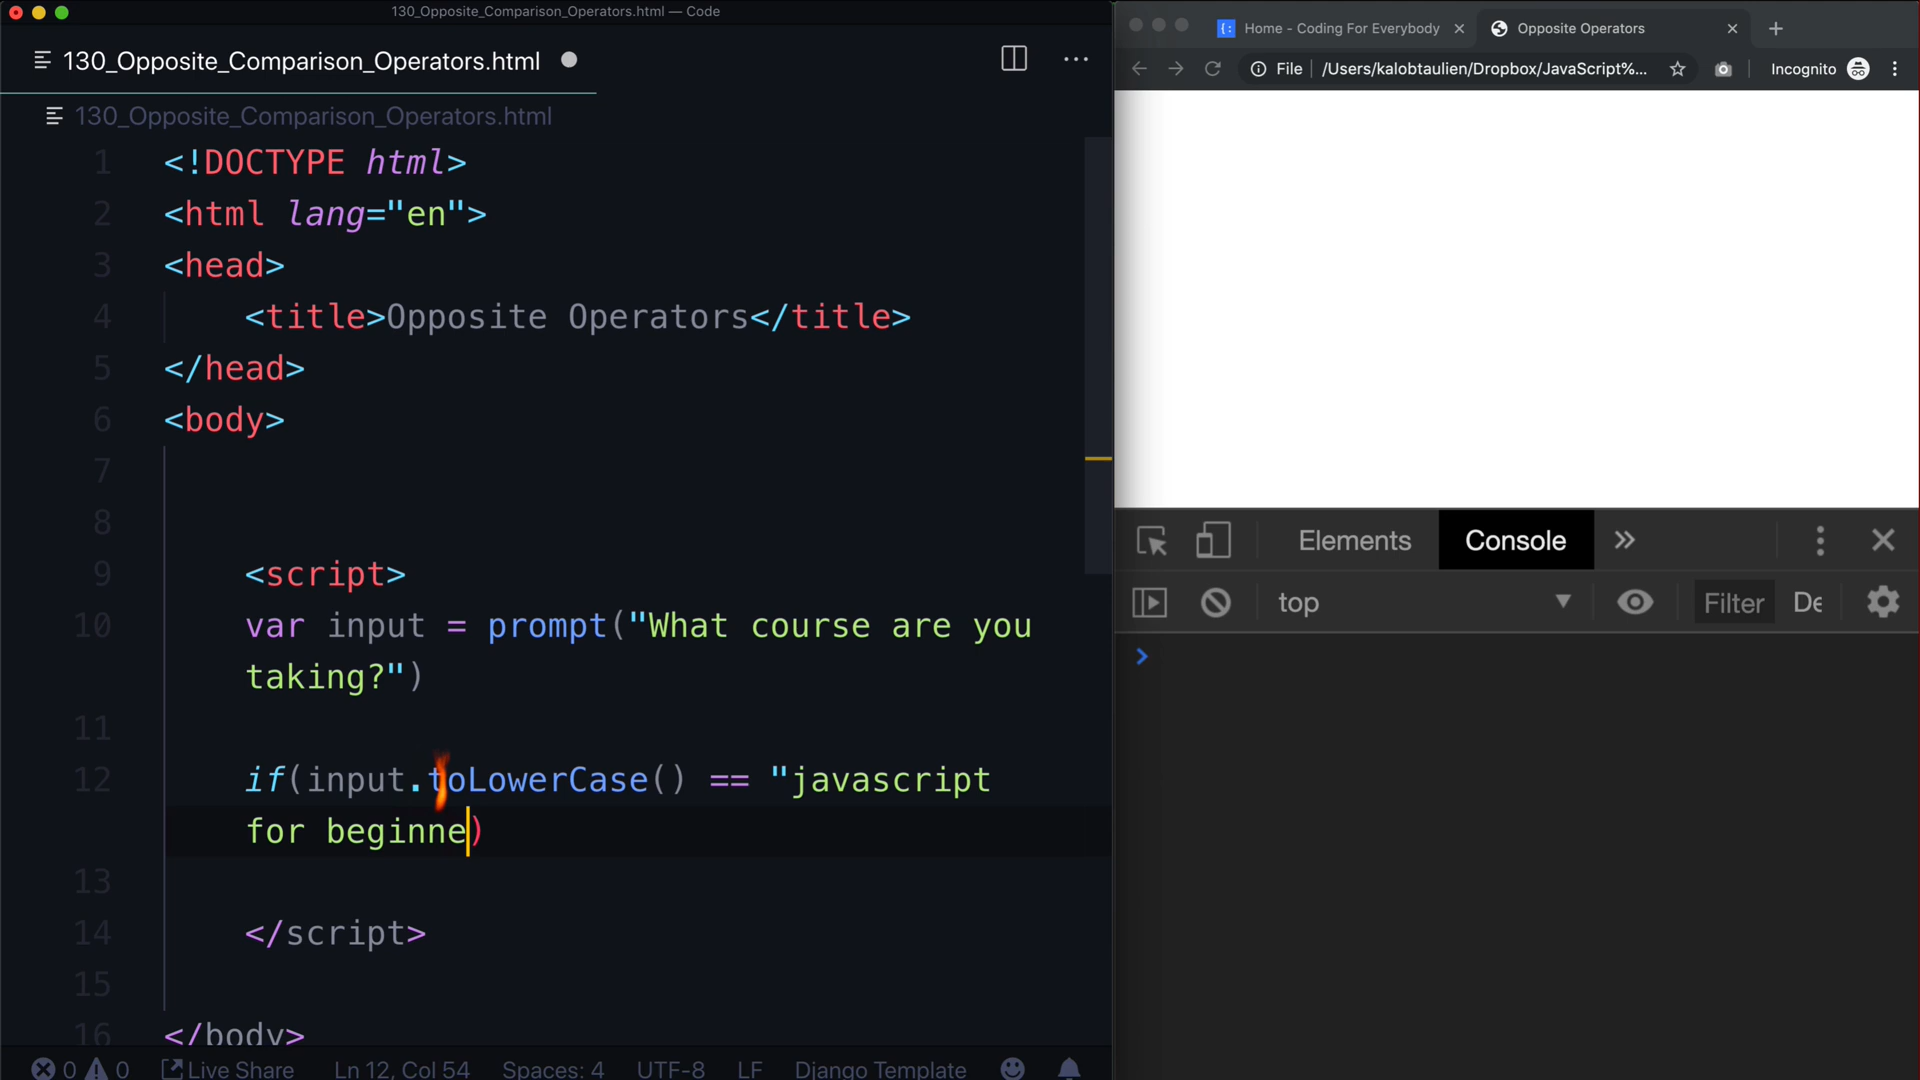 130_Opposite_Comparison_Operators.html — Code
130_Opposite_Comparison_Operators.html
130_Opposite_Comparison_Operators.html
1 <!DOCTYPE html>
2 <html lang="en">
3 <head>
4 <title>Opposite Operators</title>
5 </head>
6 <body>
7
8
9 <script>
10 var input = prompt("What course are you
taking?")
11
12 if(input.toLowerCase() == "javascript
for beginne)
13
14 </script>
15
16 </body>
0 0 Live Share Ln 12, Col 54 Spaces: 4 UTF-8 LF Django Template
Home - Coding For Everybody Opposite Operators
File /Users/kalobtaulien/Dropbox/JavaScript%... Incognito
Elements Console
top Filter De